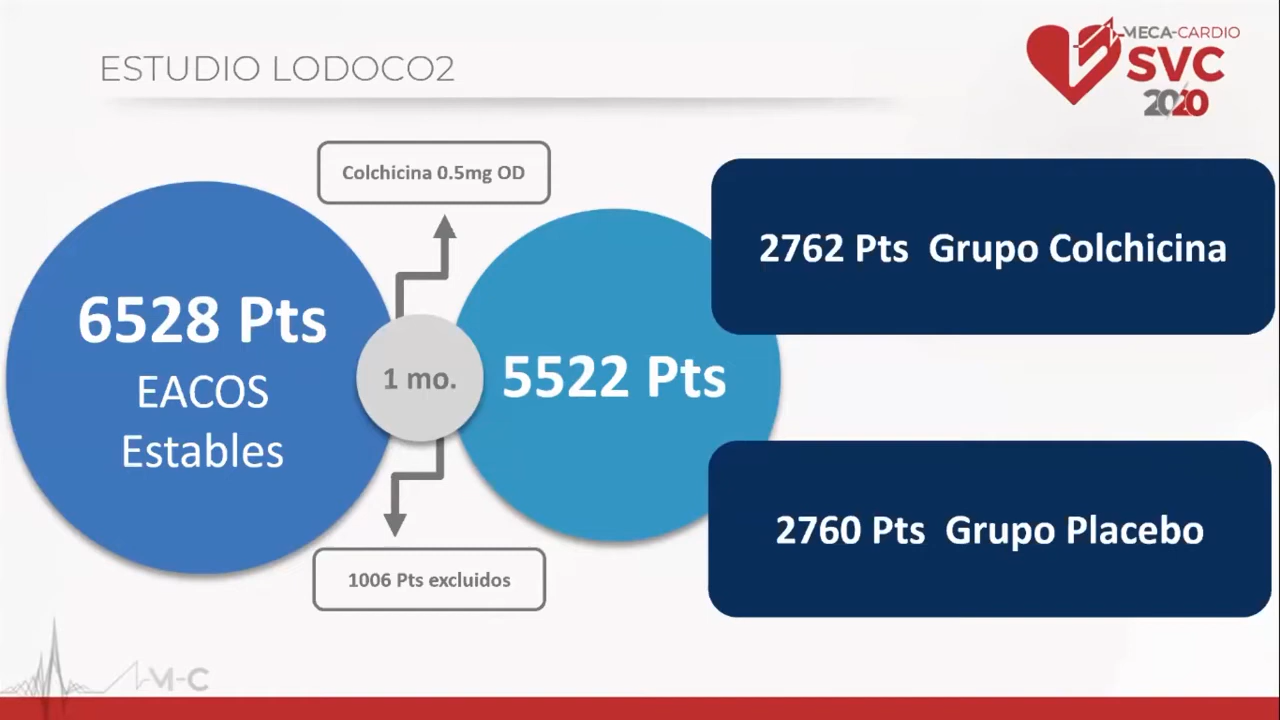 ESTUDIO LODOCO2
MECA-CARDIO
SVC
2020
Colchicina 0.5mg OD
6528 Pts
EACOS
Estables
1 mo.
5522 Pts
2762 Pts  Grupo Colchicina
2760 Pts  Grupo Placebo
1006 Pts excluidos
M-C